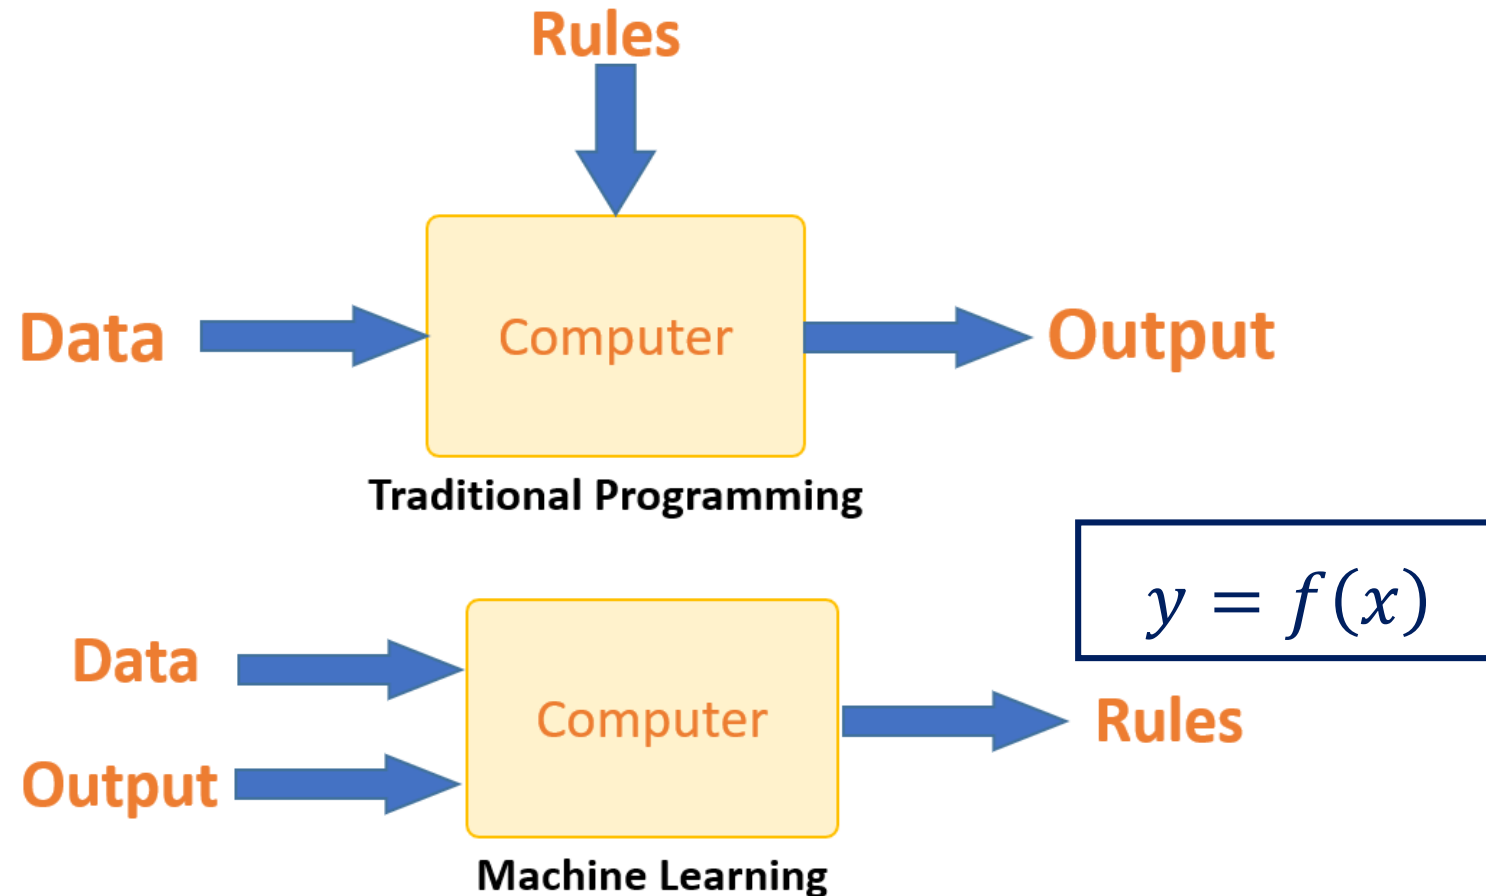 Rules
Data
Computer
Output
Traditional Programming
y = f(x)
Data
Computer
Rules
Output
Machine Learning